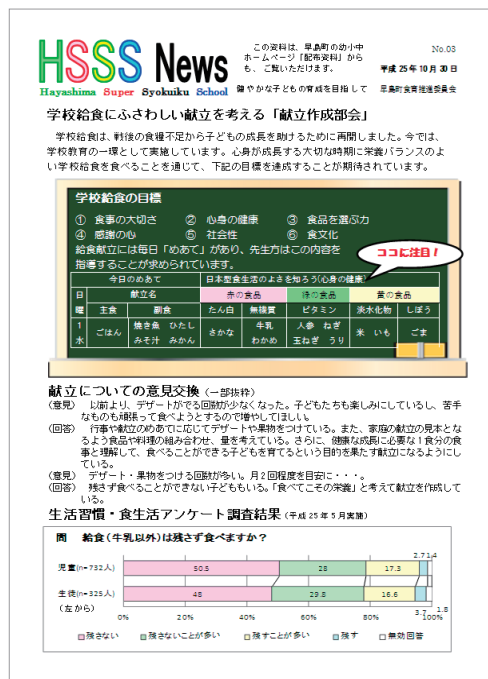 HSSS News
Hayashima Super Syokuiku School
この資料は、早島町の幼小中
ホームページ「配布資料」から
も、ご覧いただけます。
健やかな子どもの育成を目指して
No.03
平成25年10月30日
早島町食育推進委員会
学校給食にふさわしい献立を考える「献立作成部会」
学校給食は、戦後の食糧不足から子どもの成長を助けるために再開しました。今では、
学校教育の一環として実施しています。心身が成長する大切な時期に栄養バランスのよ
い学校給食を食べることを通じて、下記の目標を達成することが期待されています。
学校給食の目標
① 食事の大切さ ② 心身の健康 ③ 食品を選ぶ力
④ 感謝の心 ⑤ 社会性 ⑥ 食文化
給食献立には毎日「めあて」があり、先生方はこの内容を
指導することが求められています。
ココに注目!
今日のめあて 日本型食生活のよさを知ろう(心身の健康)
日 献立名 赤の食品 緑の食品 黄の食品
曜 主食 副食 たん白 無機質 ビタミン 淡水化物 しぼう
1 ごはん 焼き魚 ひたし さかな 牛乳 人参 ねぎ 米 いも ごま
水 みそ汁 みかん わかめ 玉ねぎ うり
献立についての意見交換(一部抜粋)
(意見) 以前より、デザートがでる回数が少なくなった。子どもたちも楽しみにしているし、苦手
なものも頑張って食べようとするので増やしてほしい。
(回答) 行事や献立のめあてに応じてデザートや果物をつけている。また、家庭の献立の見本とな
るよう食品や料理の組み合わせ、量を考えている。さらに、健康な成長に必要な1食分の食
事と理解して、食べることができる子どもを育てるという目的を果たす献立になるようにし
ている。
(意見) デザート・果物をつける回数が多い。月2回程度を目安に・・・。
(回答) 残さず食べることができない子どももいる。「食べてこその栄養」と考えて献立を作成して
いる。
生活習慣・食生活アンケート調査結果(平成25年5月実施)
問 給食(牛乳以外)は残さず食べますか?
児童(n=732人) 50.5 28 17.3 2.7 1.4
生徒(n=325人) 48 29.8 16.6 3.7 1.8
(左から)
0% 20% 40% 60% 80% 100%
残さない 残さないことが多い 残すことが多い 残す 無効回答